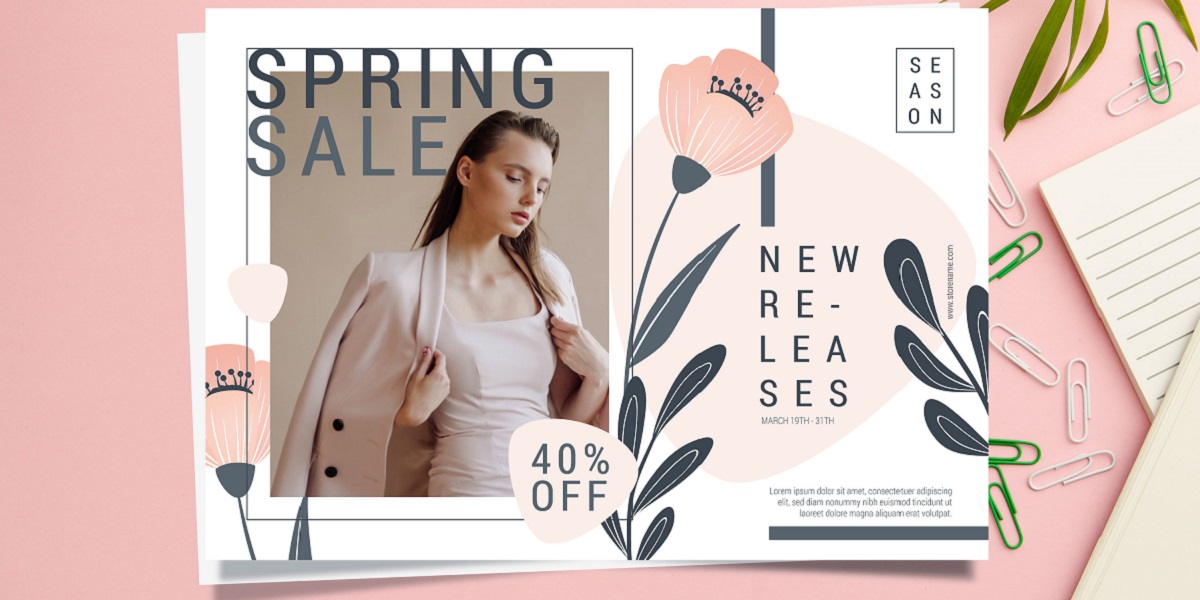 SPRING
SALE
40%
OFF
SE
AS
ON
NEW
RE-
LEA
SES
MARCH 19TH - 31TH
www.storename.com
Lorem ipsum dolor sit amet, consectetuer adipiscing
elit, sed diam nonummy nibh euismod tincidunt ut
laoreet dolore magna aliquam erat volutpat.